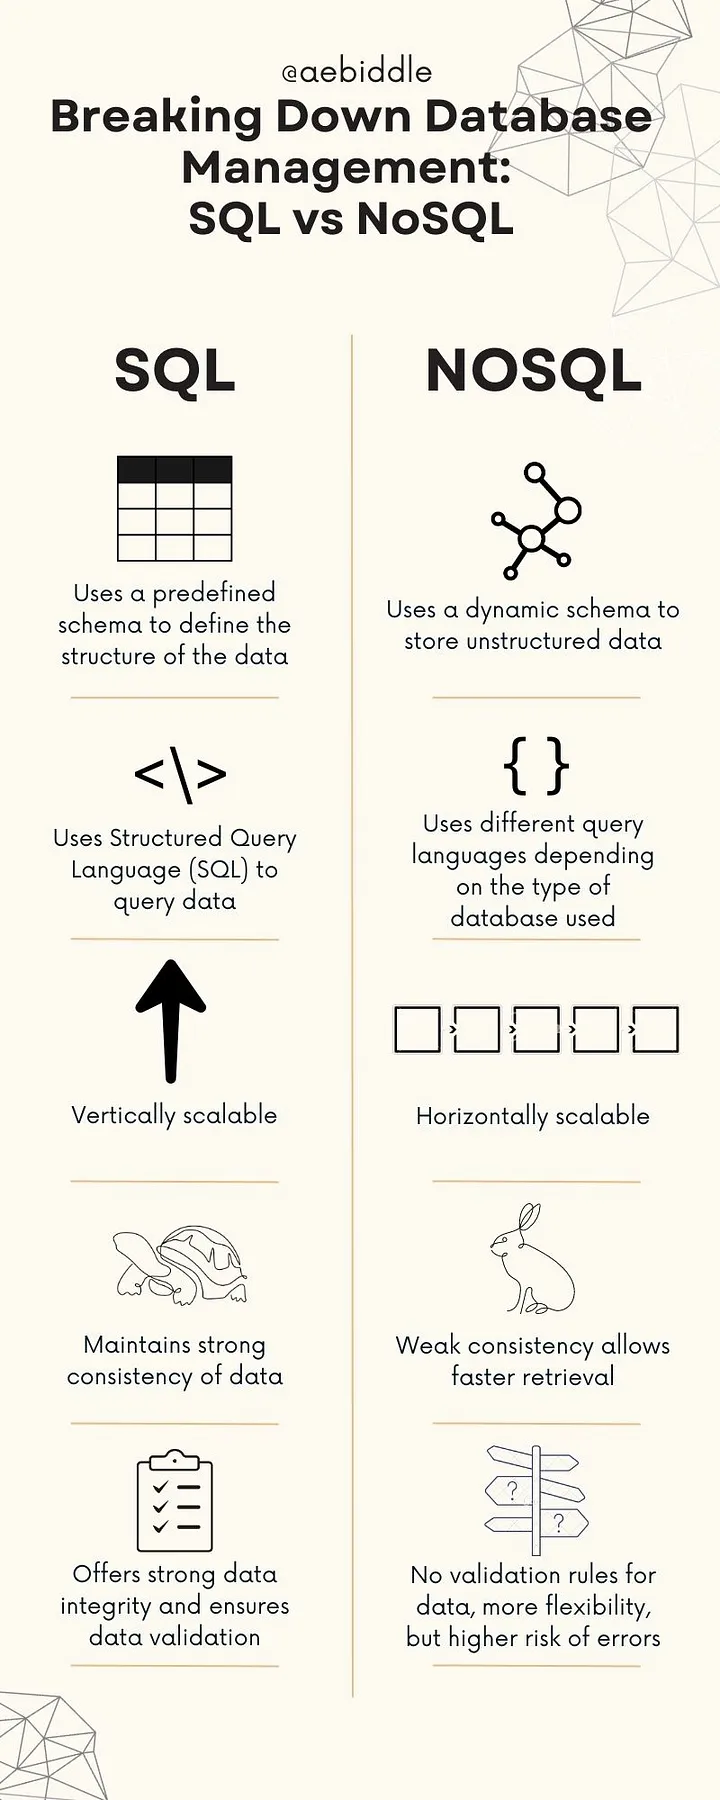 @aebiddle
Breaking Down Database
Management:
SQL vs NoSQL
SQL
Uses a predefined
schema to define the
structure of the data
<\>
Uses Structured Query
Language (SQL) to
query data
Vertically scalable
Maintains strong
consistency of data
Offers strong data
integrity and ensures
data validation
NOSQL
Uses a dynamic schema to
store unstructured data
{ }
Uses different query
languages depending
on the type of
database used
Horizontally scalable
Weak consistency allows
faster retrieval
?
?
No validation rules for
data, more flexibility,
but higher risk of errors